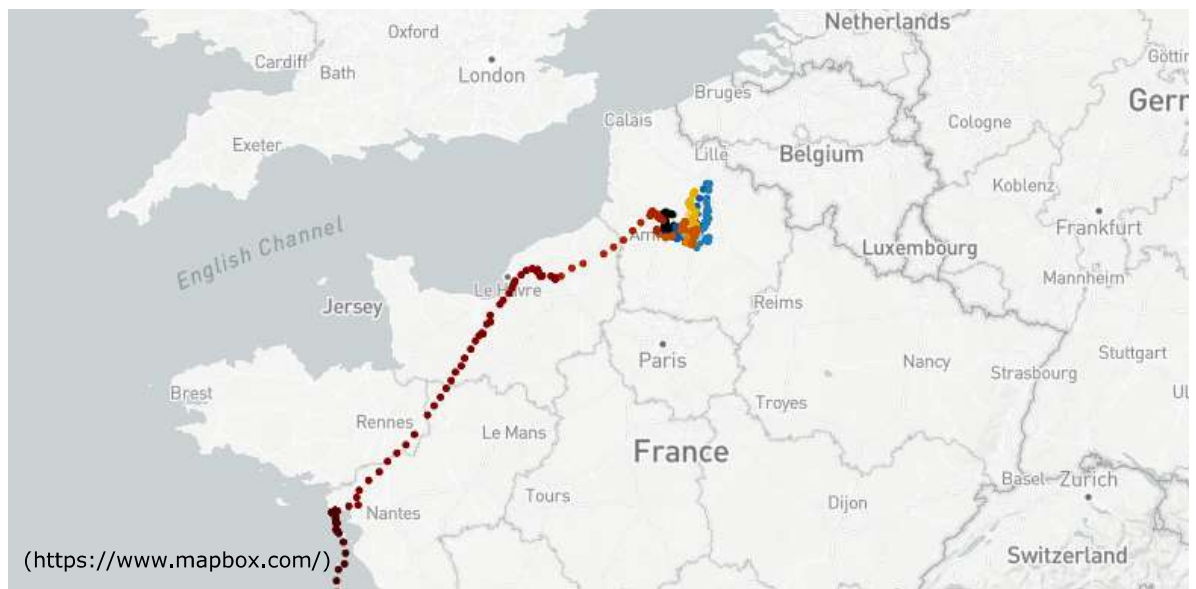 Netherlands
Oxford
Cardiff
Bath
London
Bruges
Calais
Exeter
Lille
Belgium
Cologne
Koblenz
English Channel
Frankfurt
Luxembourg
Mannheim
Le Havre
Jersey
Reims
Paris
Nancy
Stuttgart
Strasbourg
Brest
Troyes
Rennes
Le Mans
France
Tours
Basel
Zurich
Dijon
Nantes
Switzerland
(https://www.mapbox.com/)